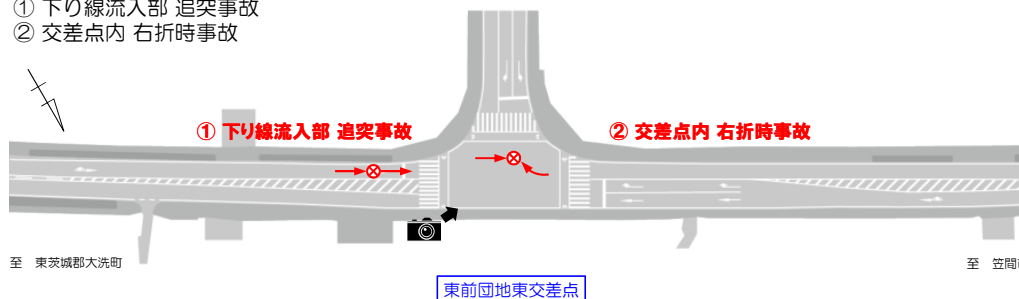 ① 下り線流入部 追突事故
② 交差点内 右折時事故
① 下り線流入部 追突事故
② 交差点内 右折時事故
至 東茨城郡大洗町
至 笠間
東前団地東交差点